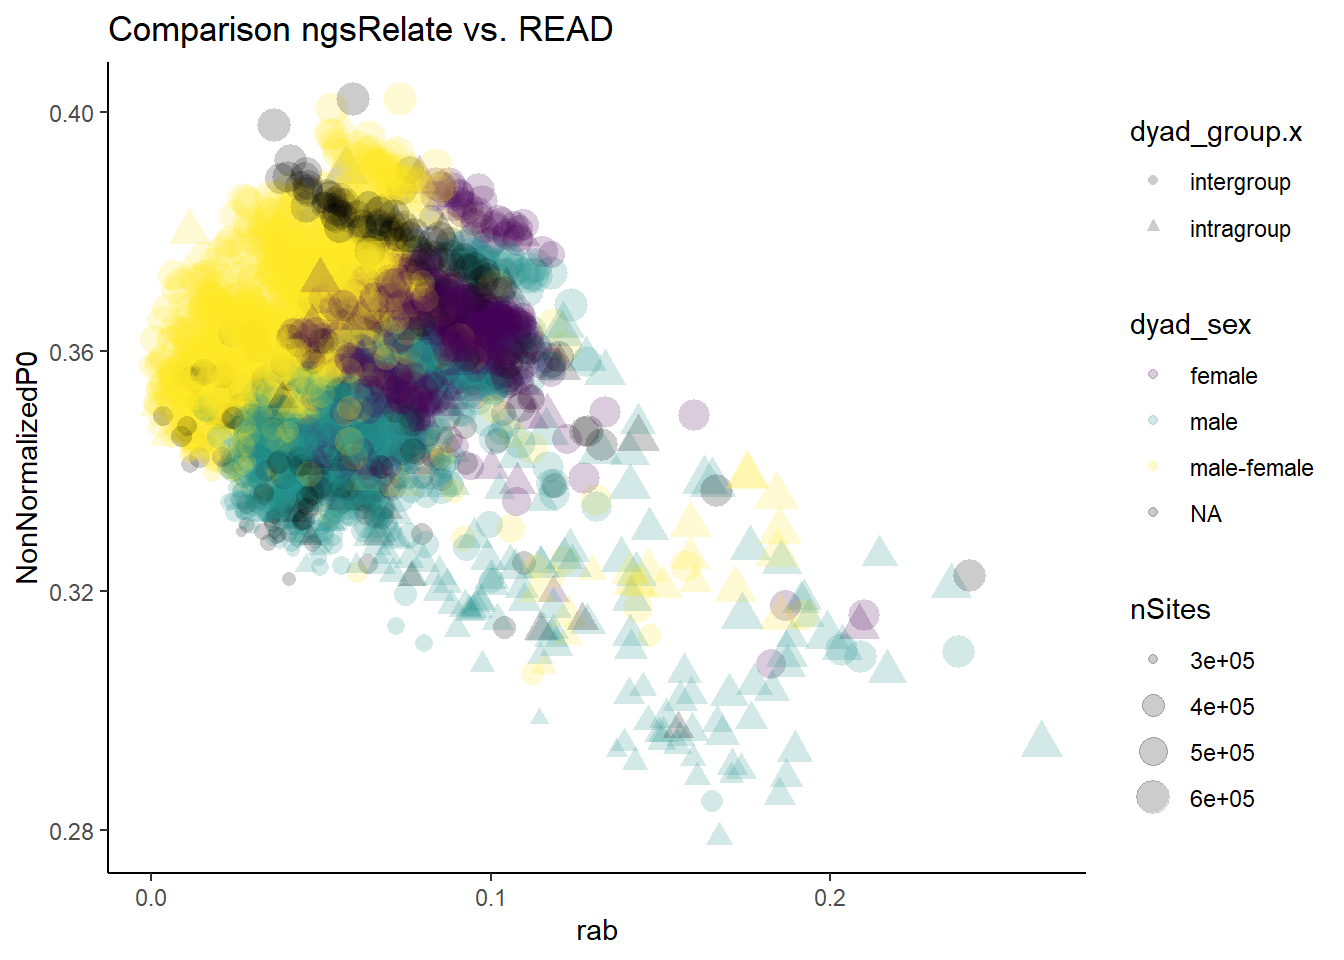 Comparison ngsRelate vs. READ
0.40
0.36
0.32
0.28
NonNormalizedP0
0.0
0.1
0.2
rab
dyad_group.x
intergroup
intragroup
dyad_sex
female
male
male-female
NA
nSites
3e+05
4e+05
5e+05
6e+05